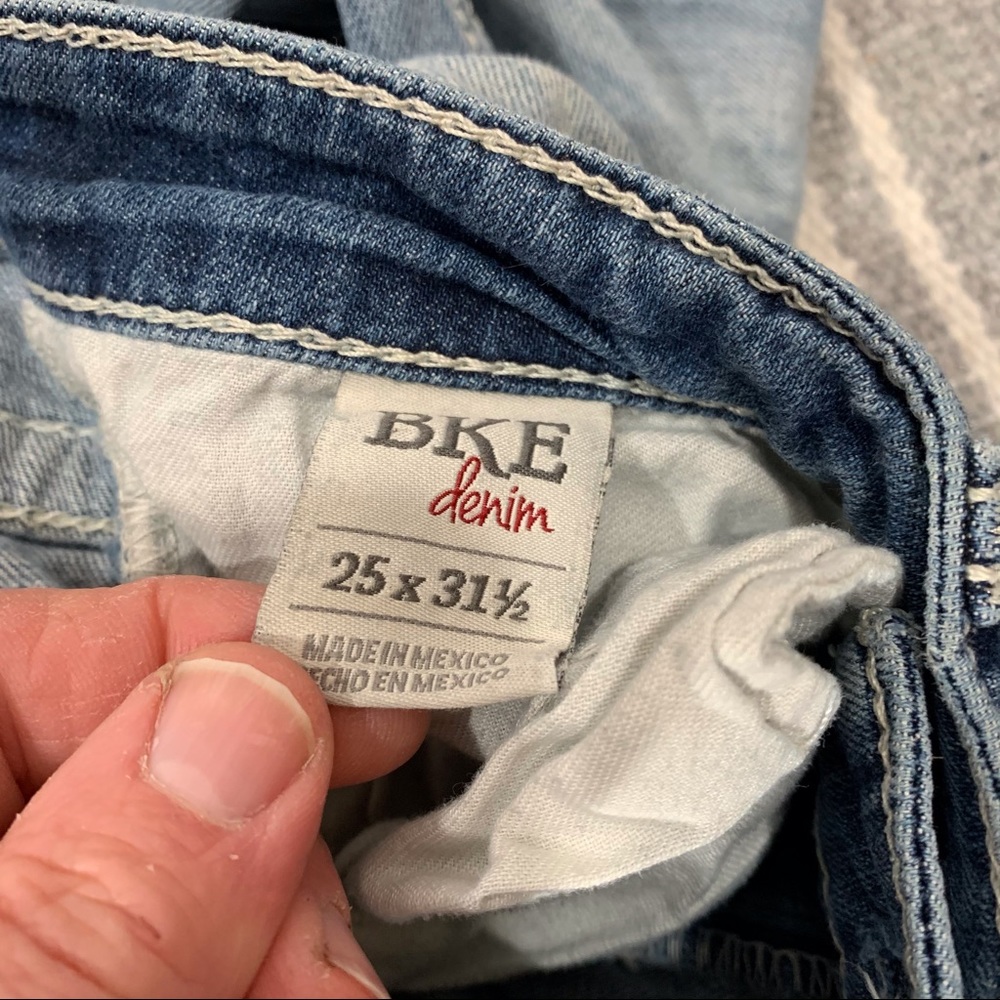 BKE
denim
25 x 31½
MADE IN MEXICO
ECHO EN MEXICO